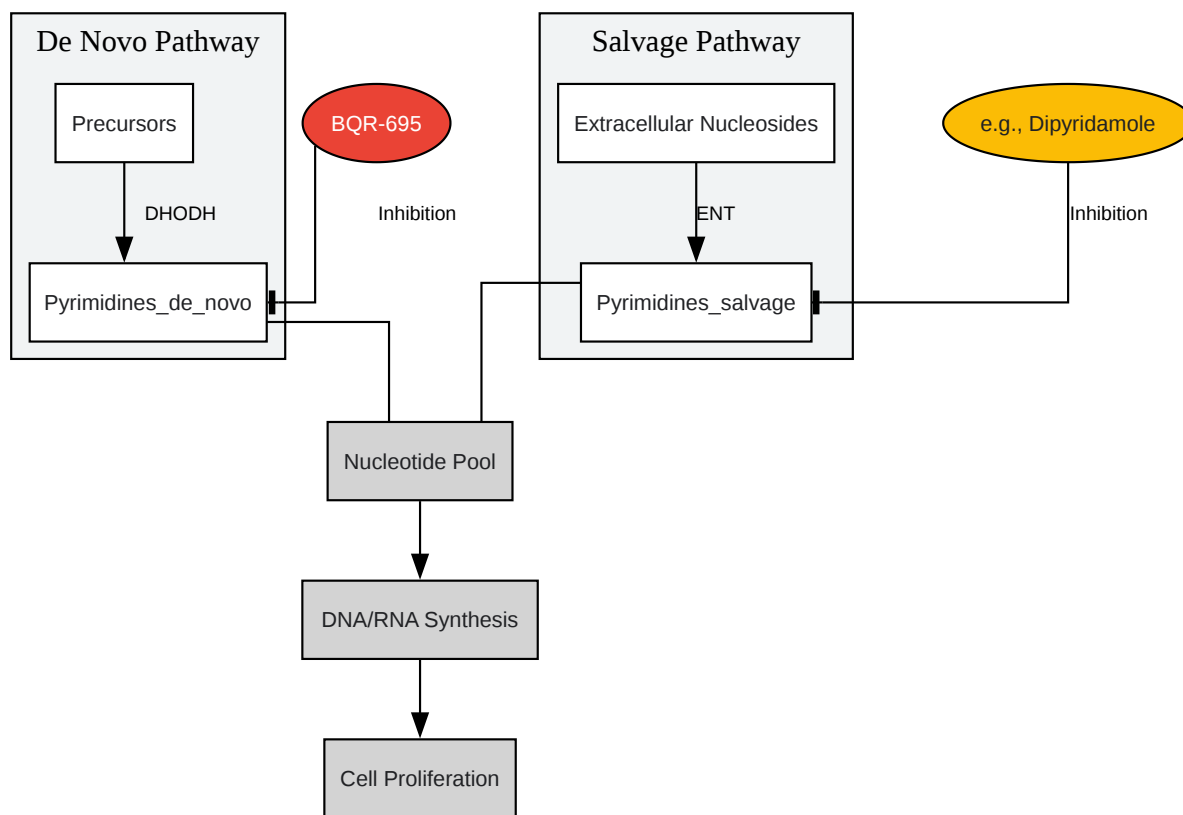 De Novo Pathway
Salvage Pathway
Precursors
BQR-695
Extracellular Nucleosides
e.g., Dipyridamole
DHODH
Inhibition
ENT
Inhibition
Pyrimidines_de_novo
Pyrimidines_salvage
Nucleotide Pool
DNA/RNA Synthesis
Cell Proliferation